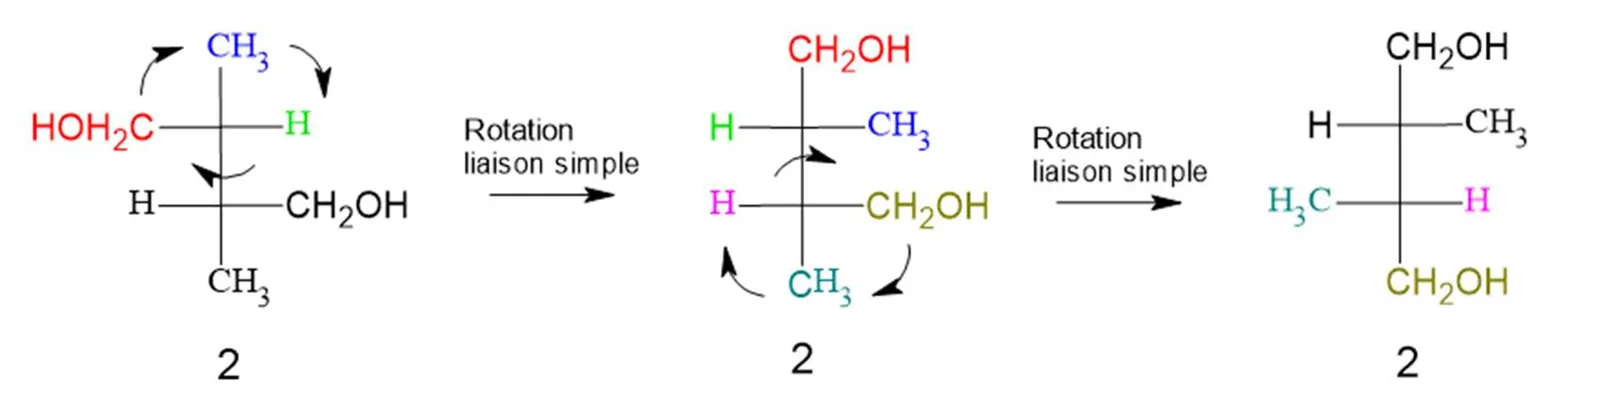 CH₃
HOH₂C H
H CH₂OH
CH₃
2
Rotation
liaison simple
CH₂OH
H CH₃
H CH₂OH
CH₃
2
Rotation
liaison simple
CH₂OH
H CH₃
H₃C H
CH₂OH
2